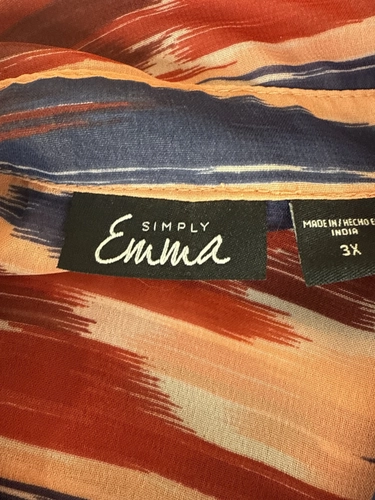 SIMPLY
Emma
MADE IN / HECHO E
INDIA
3X